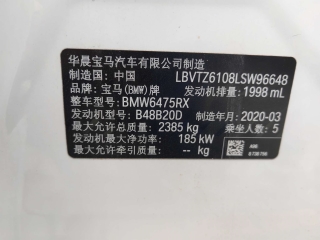 华晨宝马汽车有限公司制造
制造国：中国 LBVTZ6108LSW96648
品牌：宝马(BMW)牌 发动机排量：1998 mL
整车型号：BMW6475RX
发动机型号：B48B20D 制造年月：2020-03
最大允许总质量：2385 kg 乘坐人数：5
发动机最大净功率：185 kW
最大允许牵引质量：-- kg